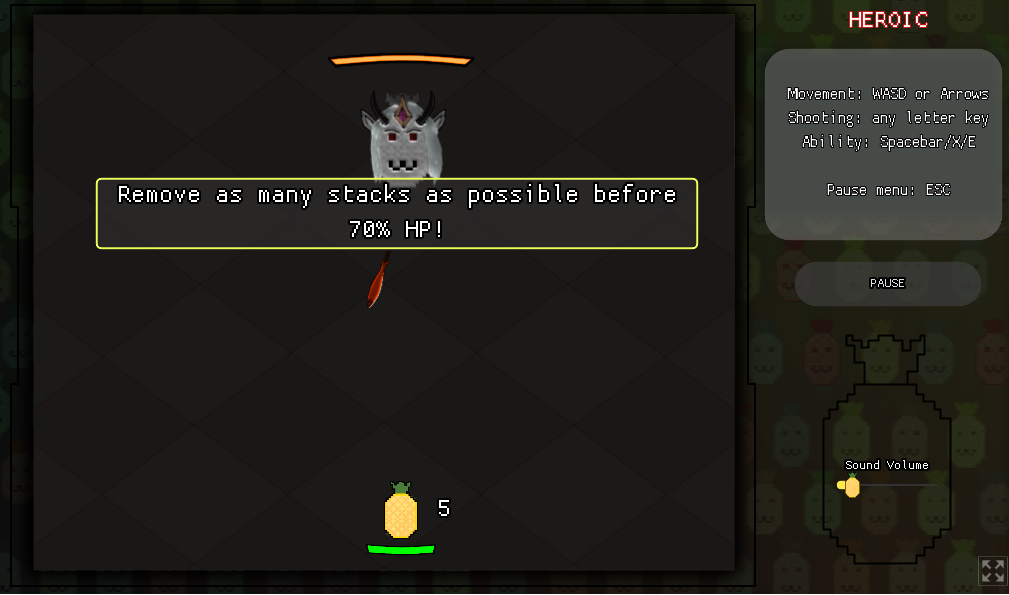 HEROIC
Movement: WASD or Arrows
Shooting: any letter key
Ability: Spacebar/X/E
Pause menu: ESC
Remove as many stacks as possible before
70% HP!
PAUSE
Sound Volume
5